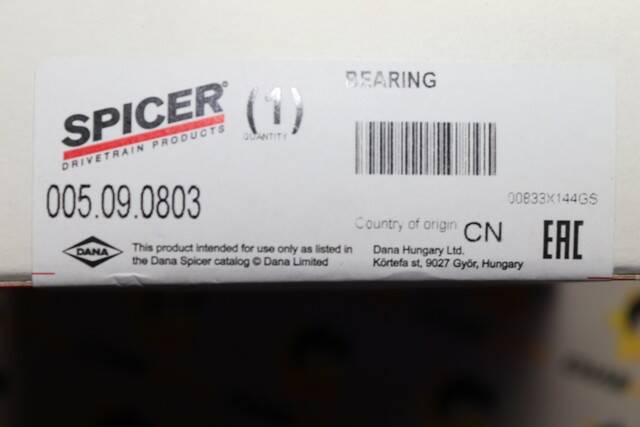 SPICER®
DRIVETRAIN PRODUCTS
(1)
QUANTITY
BEARING
005.09.0803
00833X144GS
Country of origin CN
EAC
DANA
This product intended for use only as listed in
the Dana Spicer catalog © Dana Limited
Dana Hungary Ltd.
Körtefa st, 9027 Győr, Hungary